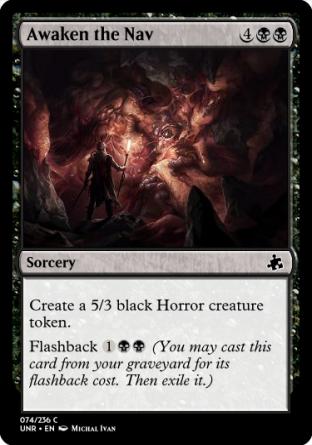 Awaken the Nav 4
Sorcery
Create a 5/3 black Horror creature
token.
Flashback 1 (You may cast this
card from your graveyard for its
flashback cost. Then exile it.)
074/236 C
UNR • EN Michal Ivan